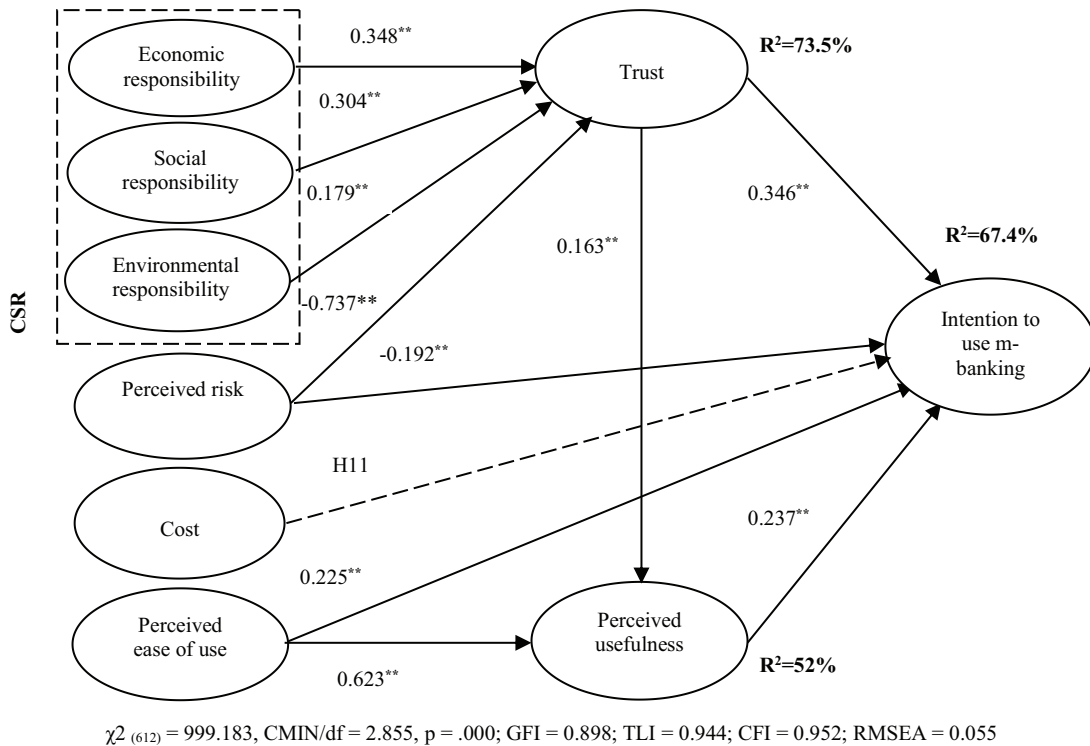 0.348**
R²=73.5%
Economic
responsibility
Trust
0.304**
Social
responsibility
0.179**
0.346**
0.163**
R²=67.4%
Environmental
responsibility
-0.737**
CSR
Intention to
use m-
banking
-0.192**
Perceived risk
H11
Cost
0.237**
0.225**
Perceived
ease of use
Perceived
usefulness
R²=52%
0.623**
χ2 (612) = 999.183, CMIN/df = 2.855, p = .000; GFI = 0.898; TLI = 0.944; CFI = 0.952; RMSEA = 0.055